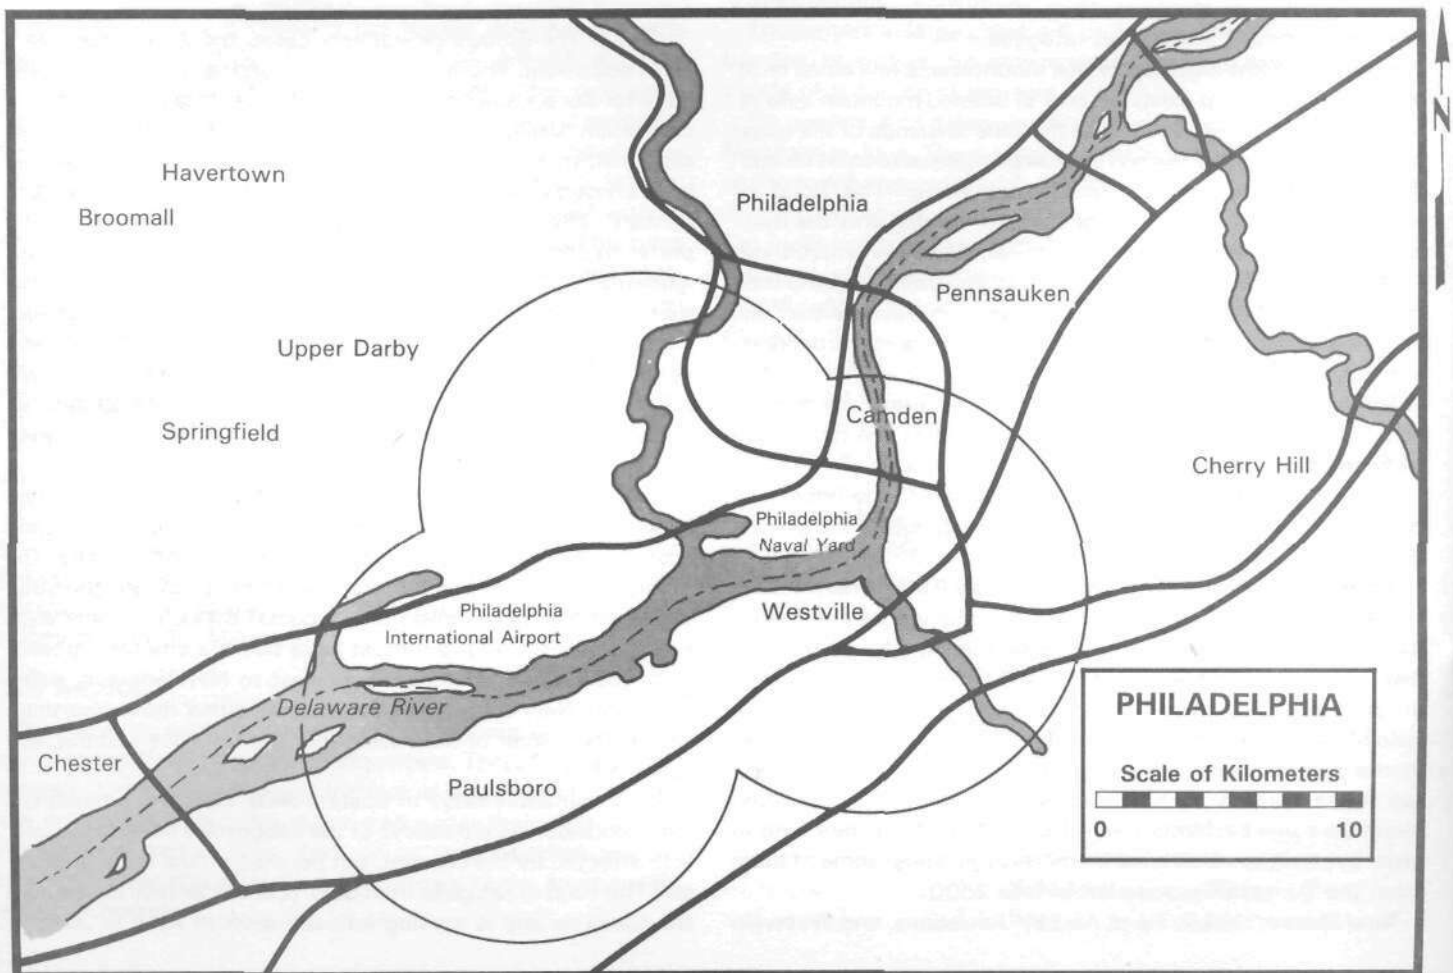 N
Havertown
Broomall
Philadelphia
Pennsauken
Upper Darby
Camden
Springfield
Cherry Hill
Philadelphia
Naval Yard
Philadelphia
International Airport
Westville
Delaware River
Chester
Paulsboro
PHILADELPHIA
Scale of Kilometers
0 10